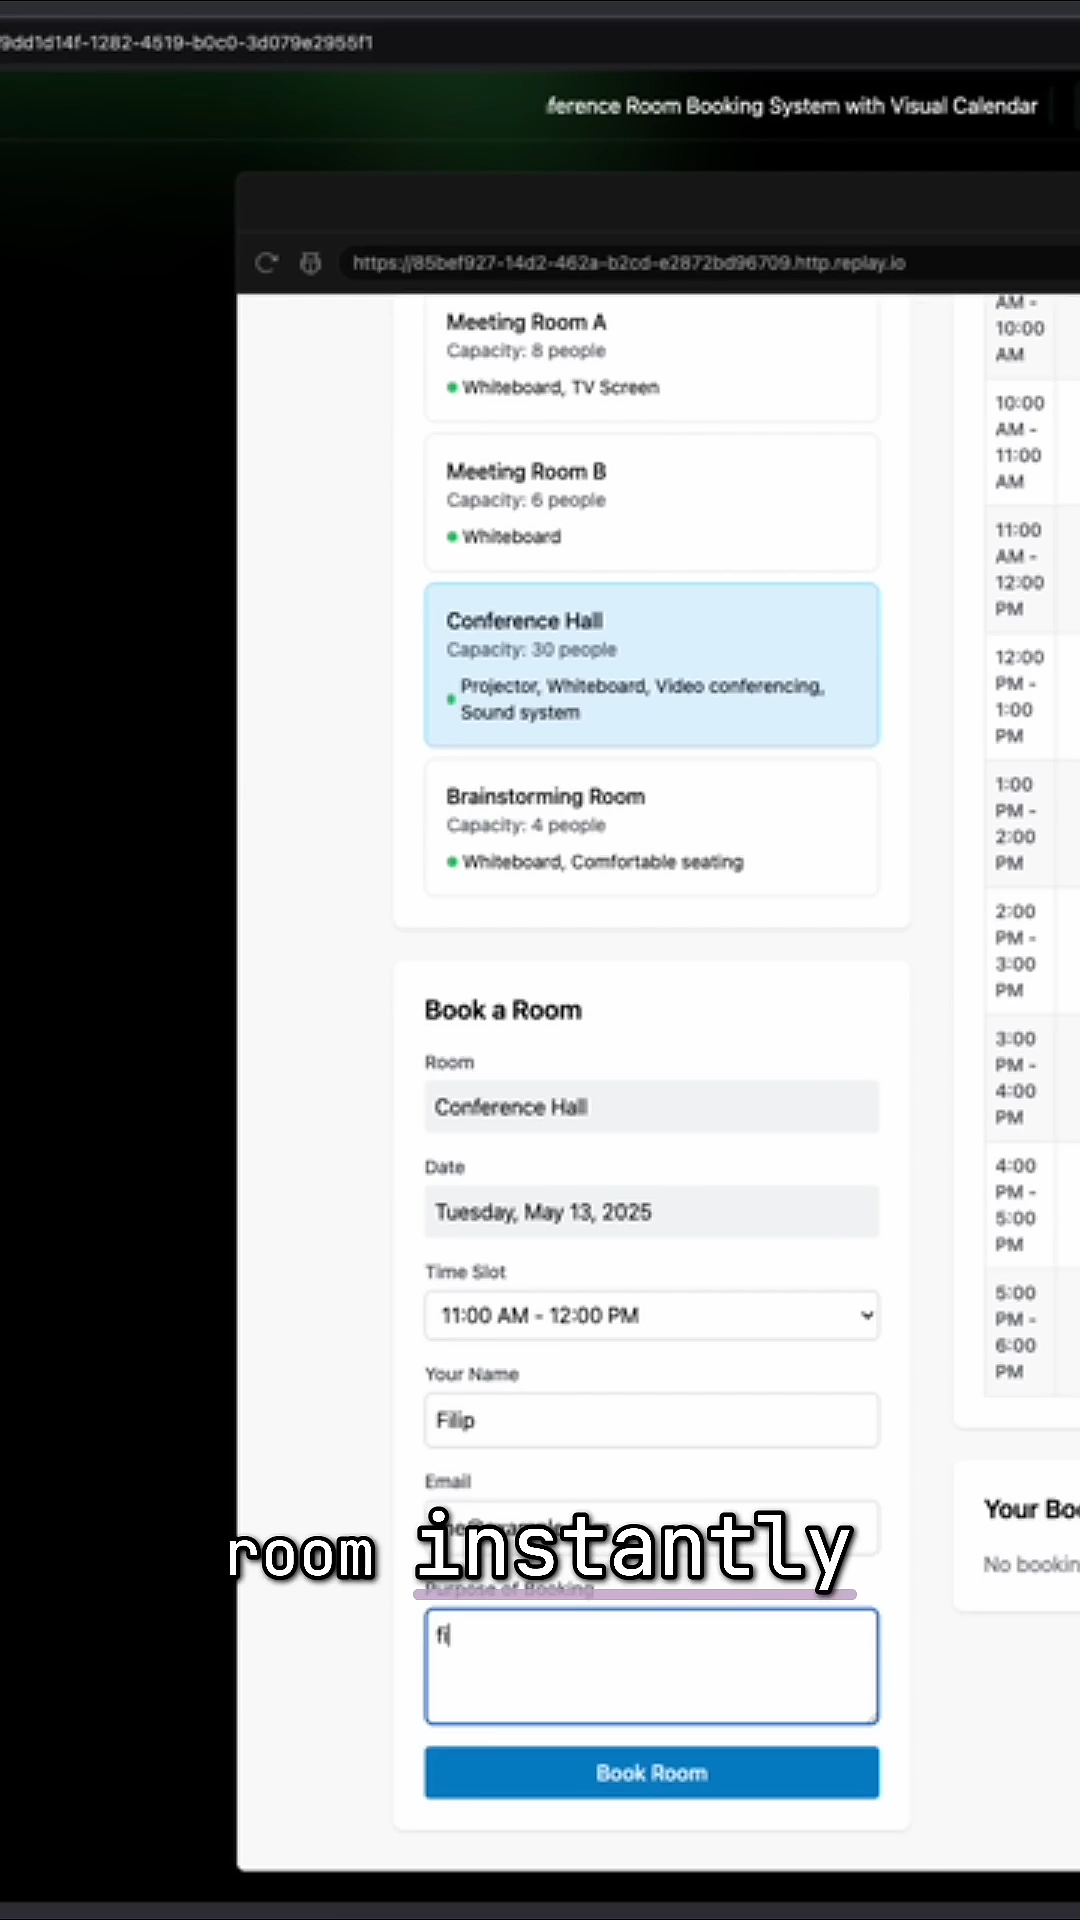 9dd1d14f-1282-4519-b0c0-3d079e2955f1
ference Room Booking System with Visual Calendar
https://85bef927-14d2-462a-b2cd-e2872bd96709.http.replay.io
Meeting Room A
Capacity: 8 people
Whiteboard, TV Screen
Meeting Room B
Capacity: 6 people
Whiteboard
Conference Hall
Capacity: 30 people
Projector, Whiteboard, Video conferencing,
Sound system
Brainstorming Room
Capacity: 4 people
Whiteboard, Comfortable seating
Book a Room
Room
Conference Hall
Date
Tuesday, May 13, 2025
Time Slot
11:00 AM - 12:00 PM
Your Name
Filip
Email
room instantly
Purpose of Booking
fi
Book Room
AM -
10:00
AM
10:00
AM -
11:00
AM
11:00
AM -
12:00
PM
12:00
PM -
1:00
PM
1:00
PM -
2:00
PM
2:00
PM -
3:00
PM
3:00
PM -
4:00
PM
4:00
PM -
5:00
PM
5:00
PM -
6:00
PM
Your Boo
No bookin